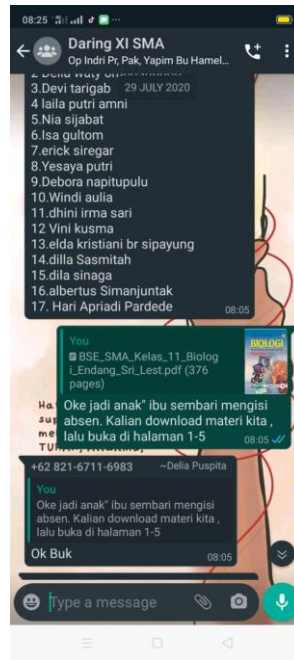 08:25
Daring XI SMA
Op Indri Pr, Pak, Yapim Bu Hamel...
29 JULY 2020
3.Devi tarigab
4 laila putri amni
5.Nia sijabat
6.Isa gultom
7.erick siregar
8.Yesaya putri
9.Debora napitupulu
10.Windi aulia
11.dhini irma sari
12 Vini kusma
13.elda kristiani br sipayung
14.dilla Sasmitah
15.dila sinaga
16.albertus Simanjuntak
17. Hari Apriadi Pardede
08:05
You
BSE_SMA_Kelas_11_Biolog
i_Endang_Sri_Lest.pdf (376
pages)
BIOLOGI
Oke jadi anak" ibu sembari mengisi
absen. Kalian download materi kita ,
lalu buka di halaman 1-5
08:05
+62 821-6711-6983 ~Delia Puspita
You
Oke jadi anak" ibu sembari mengisi
absen. Kalian download materi kita ,
lalu buka di halaman 1-5
Ok Buk
08:05
Type a message